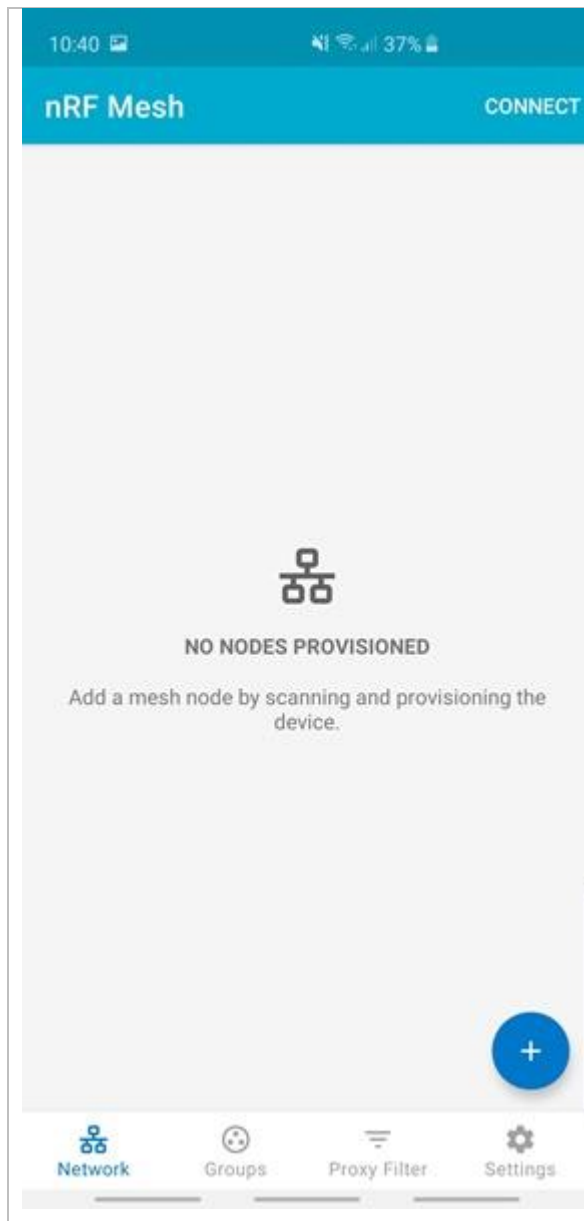 10:40 37%
nRF Mesh CONNECT
NO NODES PROVISIONED
Add a mesh node by scanning and provisioning the
device.
+
Network Groups Proxy Filter Settings